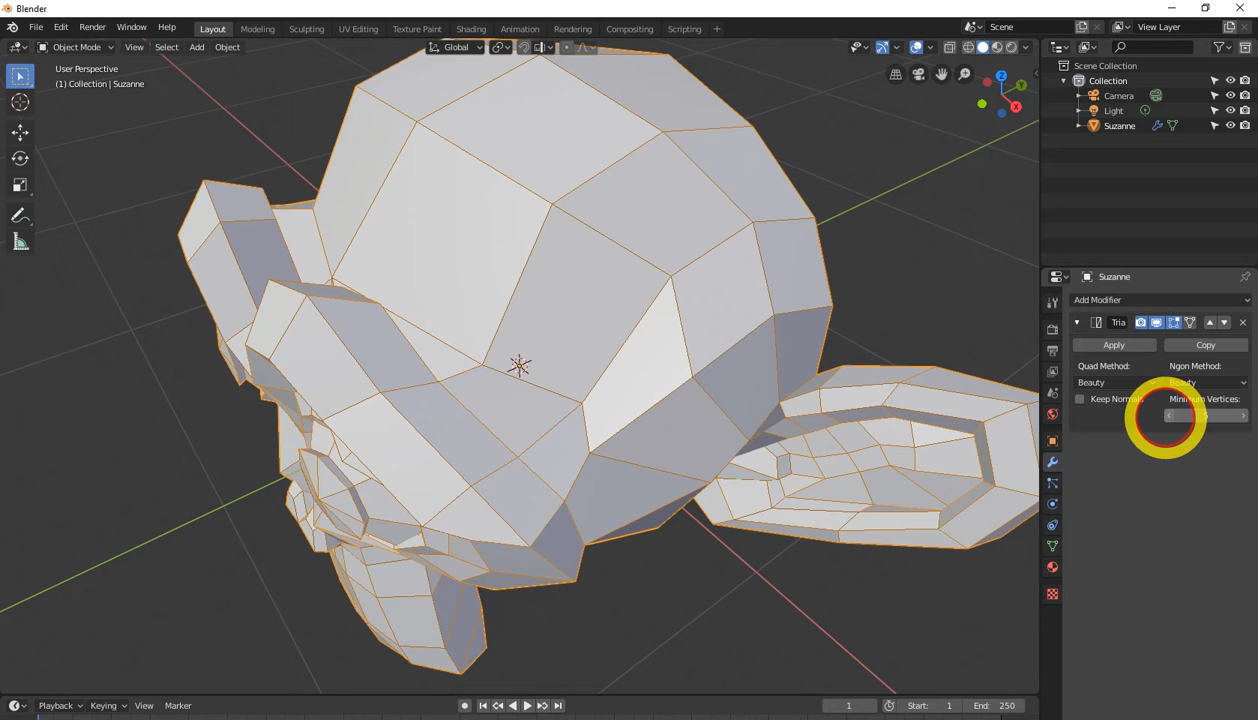 Blender
File Edit Render Window Help Layout Modeling Sculpting UV Editing Texture Paint Shading Animation Rendering Compositing Scripting + Scene View Layer
Object Mode View Select Add Object Global
User Perspective
(1) Collection | Suzanne
Z
Y
X
Scene Collection
Collection
Camera
Light
Suzanne
Suzanne
Add Modifier
Tria
Apply Copy
Quad Method: Ngon Method:
Beauty Beauty
Keep Normals Minimum Vertices:
5
Playback Keying View Marker 1 Start: 1 End: 250